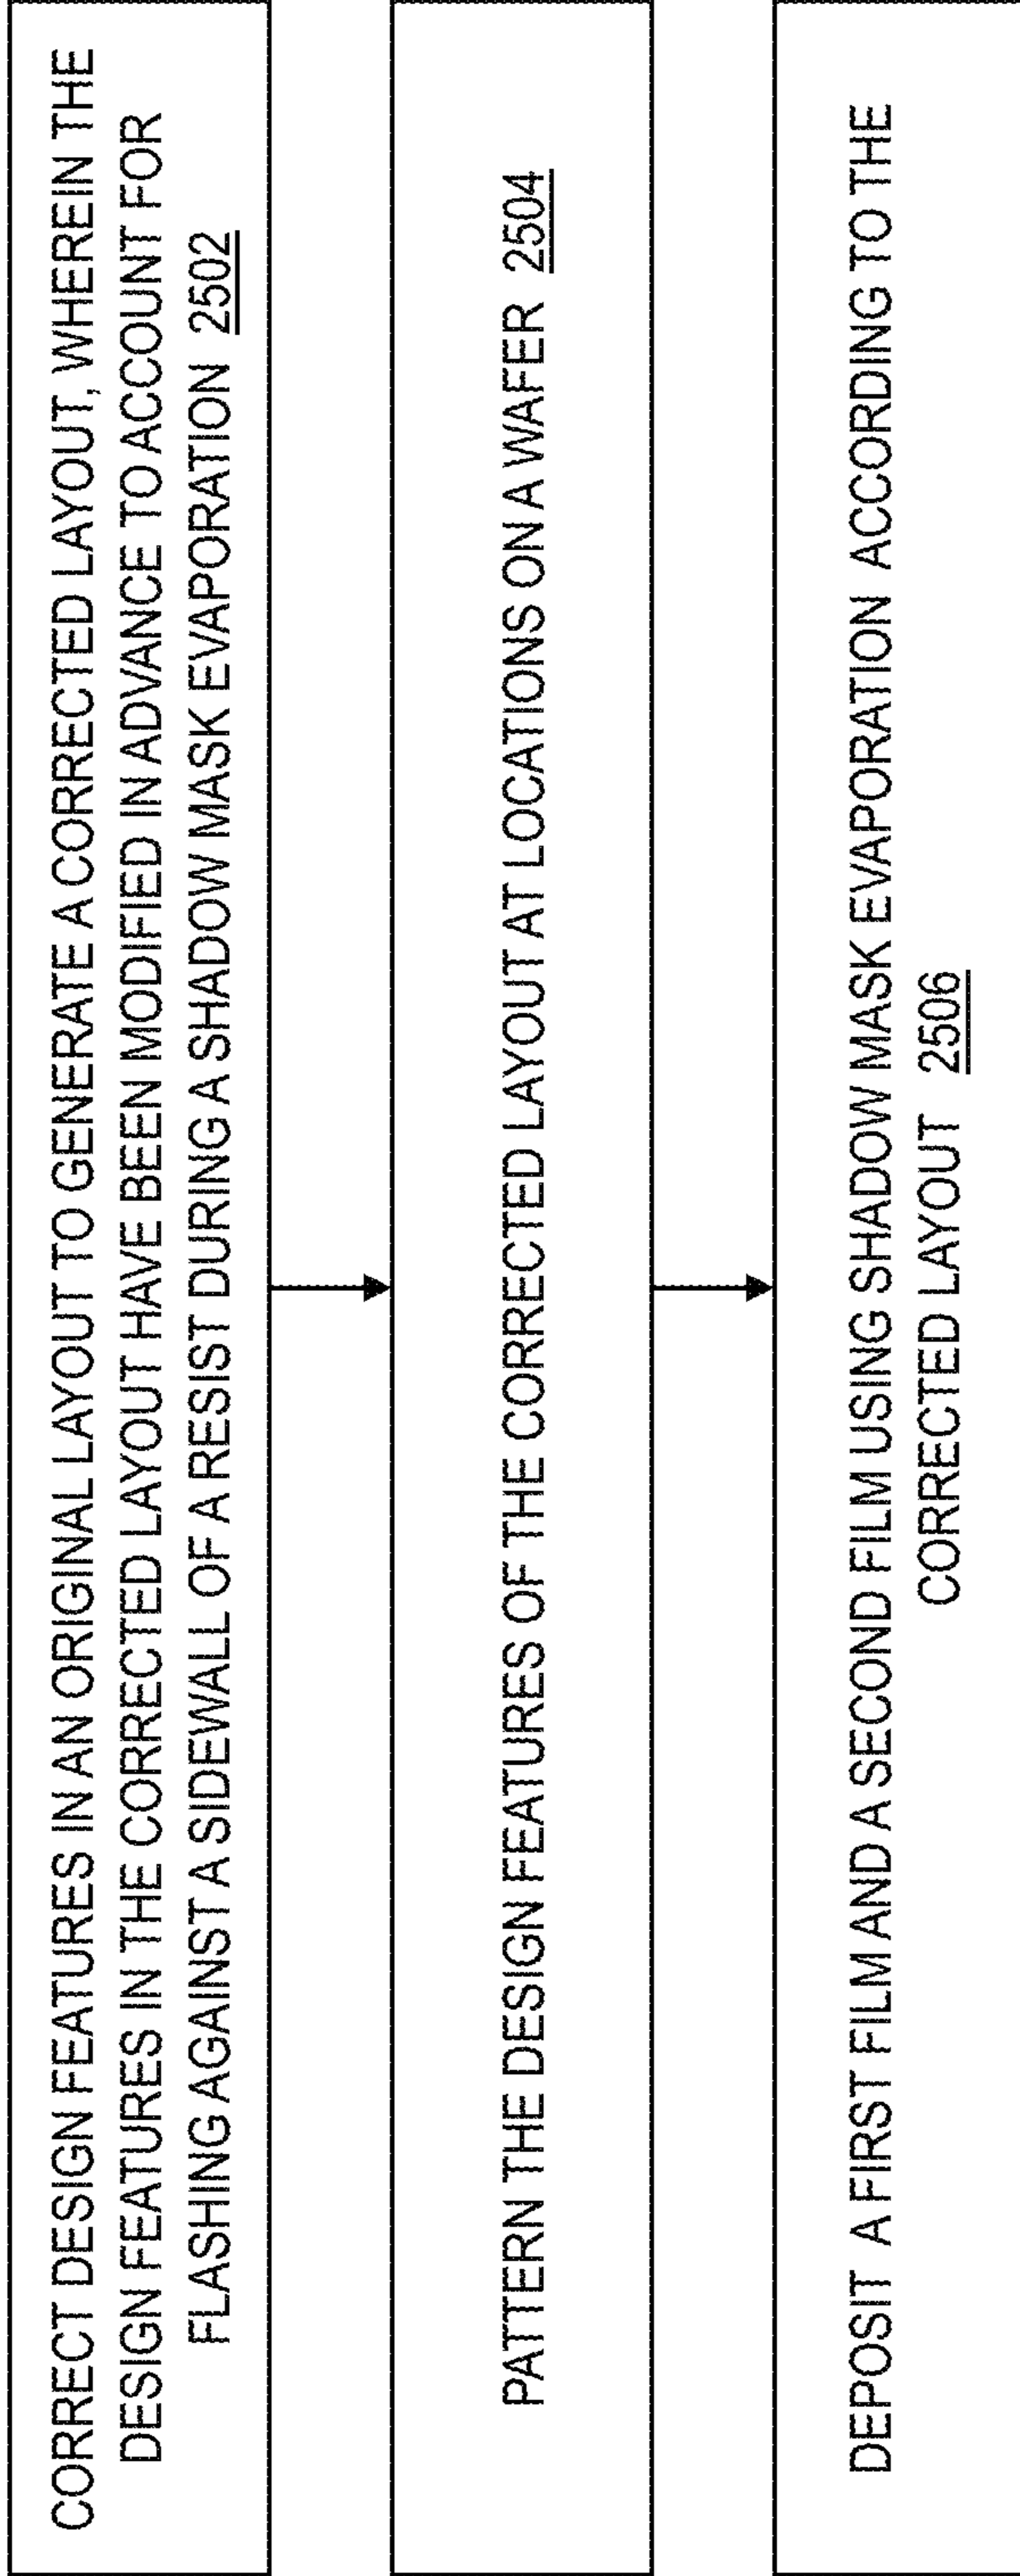 CORRECT DESIGN FEATURES IN AN ORIGINAL LAYOUT TO GENERATE A CORRECTED LAYOUT, WHEREIN THE
DESIGN FEATURES IN THE CORRECTED LAYOUT HAVE BEEN MODIFIED IN ADVANCE TO ACCOUNT FOR
FLASHING AGAINST A SIDEWALL OF A RESIST DURING A SHADOW MASK EVAPORATION 2502
PATTERN THE DESIGN FEATURES OF THE CORRECTED LAYOUT AT LOCATIONS ON A WAFER 2504
DEPOSIT A FIRST FILM AND A SECOND FILM USING SHADOW MASK EVAPORATION ACCORDING TO THE
CORRECTED LAYOUT 2506